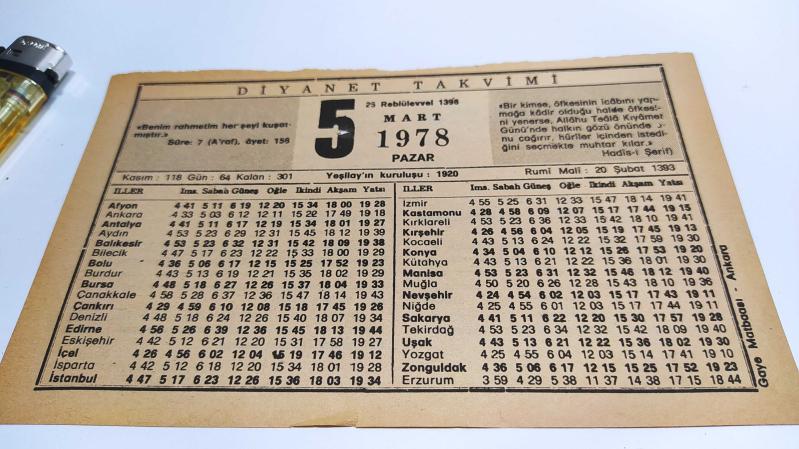 DİYANET TAKVİMİ
«Benim rahmetim her şeyi kuşat-
mıştır.»
Sûre: 7 (A'raf), âyet: 156
5
25 Rebiülevvel 1398
MART
1978
PAZAR
«Bir kimse, öfkesinin icâbını yap-
mağa kâdir olduğu halde öfkesi-
ni yenerse, Allâhu Teâlâ Kıyâmet
Günü'nde halkın gözü önünde
nu çağırır, hûriler içinden istedi-
ğini seçmekte muhtar kılar.»
Hadîs-i Şerif)
Kasım: 118 Gün: 64 Kalan: 301
Yeşilay'ın kuruluşu: 1920
Rumî Mali: 20 Şubat 1393
İLLER İms. Sabah Güneş Öğle İkindi Akşam Yatsı
Afyon 4 41 5 11 6 19 12 20 15 34 18 00 19 28
Ankara 4 33 5 03 6 12 12 11 15 22 17 49 19 18
Antalya 4 41 5 11 6 17 12 19 15 34 18 01 19 27
Aydın 4 53 5 23 6 29 12 31 15 45 18 12 19 39
Balıkesir 4 53 5 23 6 32 12 31 15 42 18 09 19 38
Bilecik 4 47 5 17 6 23 12 22 15 33 18 00 19 29
Bolu 4 36 5 06 6 17 12 15 15 25 17 52 19 23
Burdur 4 43 5 13 6 19 12 21 15 35 18 02 19 29
Bursa 4 48 5 18 6 27 12 26 15 37 18 04 19 33
Çanakkale 4 58 5 28 6 37 12 36 15 47 18 14 19 43
Çankırı 4 29 4 59 6 10 12 08 15 18 17 45 19 26
Denizli 4 48 5 18 6 24 12 26 15 40 18 07 19 34
Edirne 4 56 5 26 6 39 12 36 15 45 18 13 19 44
Eskişehir 4 42 5 12 6 21 12 20 15 31 17 58 19 27
İçel 4 26 4 56 6 02 12 04 15 19 17 46 19 12
Isparta 4 42 5 12 6 18 12 20 15 34 18 01 19 28
İstanbul 4 47 5 17 6 23 12 26 15 36 18 03 19 34
İLLER İms. Sabah Güneş Öğle İkindi Akşam Yatsı
İzmir 4 55 5 25 6 31 12 33 15 47 18 14 19 41
Kastamonu 4 28 4 58 6 09 12 07 15 17 17 44 19 15
Kırklareli 4 53 5 23 6 36 12 33 15 42 18 10 19 41
Kırşehir 4 26 4 56 6 04 12 05 15 19 17 45 19 13
Kocaeli 4 43 5 13 6 24 12 22 15 32 17 59 19 30
Konya 4 34 5 04 6 10 12 12 15 26 17 53 19 20
Kütahya 4 43 5 13 6 21 12 22 15 36 18 01 19 30
Manisa 4 53 5 23 6 31 12 32 15 46 18 12 19 40
Muğla 4 50 5 20 6 26 12 28 15 43 18 10 19 36
Nevşehir 4 24 4 54 6 02 12 03 15 17 17 43 19 11
Niğde 4 25 4 55 6 01 12 03 15 17 17 44 19 11
Sakarya 4 41 5 11 6 22 12 20 15 30 17 57 19 28
Tekirdağ 4 53 5 23 6 34 12 32 15 42 18 09 19 40
Uşak 4 43 5 13 6 21 12 22 15 36 18 02 19 30
Yozgat 4 25 4 55 6 04 12 03 15 14 17 41 19 10
Zonguldak 4 36 5 06 6 17 12 15 15 25 17 52 19 23
Erzurum 3 59 4 29 5 38 11 37 14 38 17 15 18 44
Gaye Matbaası - Ankara